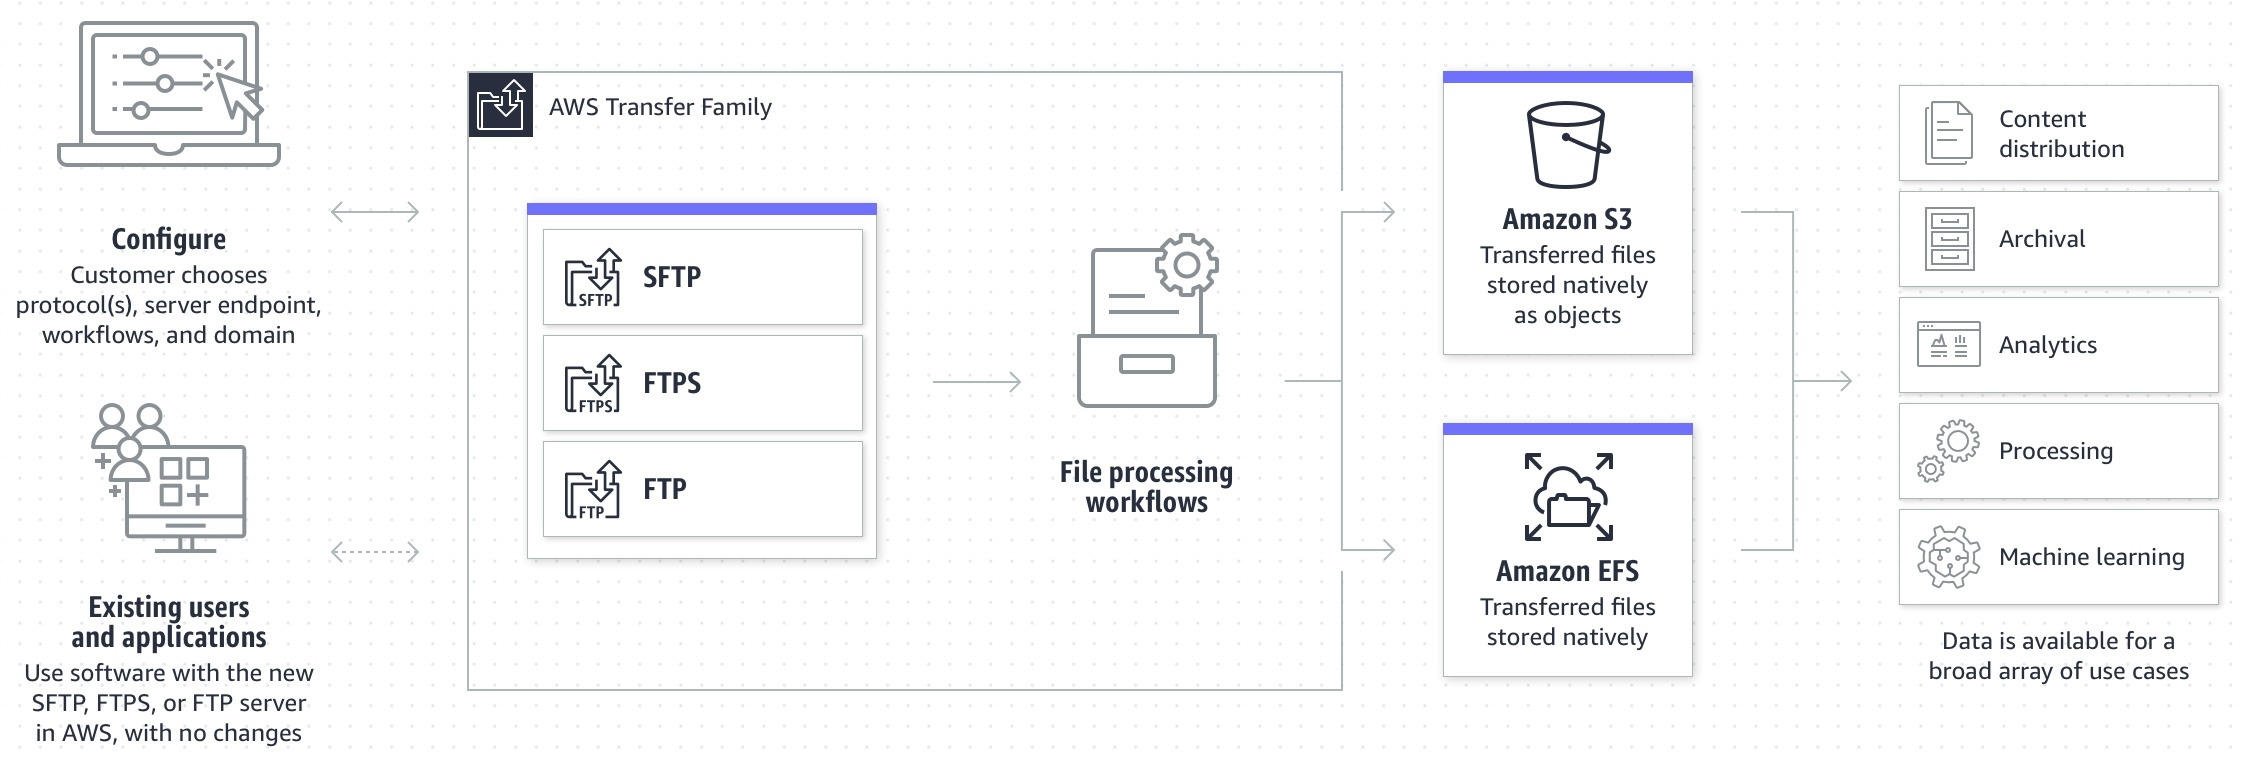 Configure
Customer chooses
protocol(s), server endpoint,
workflows, and domain
Existing users
and applications
Use software with the new
SFTP, FTPS, or FTP server
in AWS, with no changes
AWS Transfer Family
SFTP
SFTP
FTPS
FTPS
FTP
FTP
File processing
workflows
Amazon S3
Transferred files
stored natively
as objects
Amazon EFS
Transferred files
stored natively
Content
distribution
Archival
Analytics
Processing
Machine learning
Data is available for a
broad array of use cases